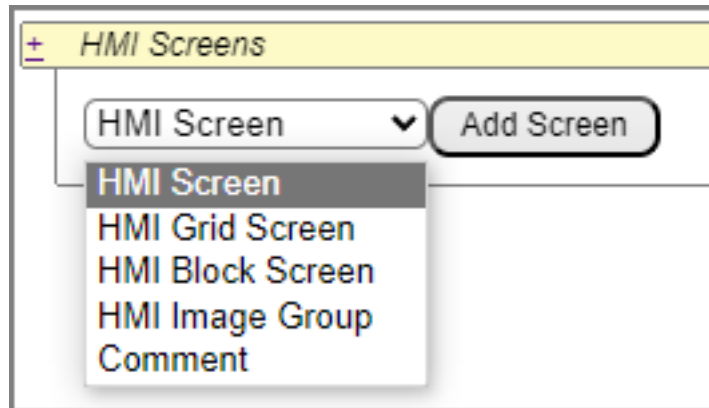 + HMI Screens
HMI Screen Add Screen
HMI Screen
HMI Grid Screen
HMI Block Screen
HMI Image Group
Comment